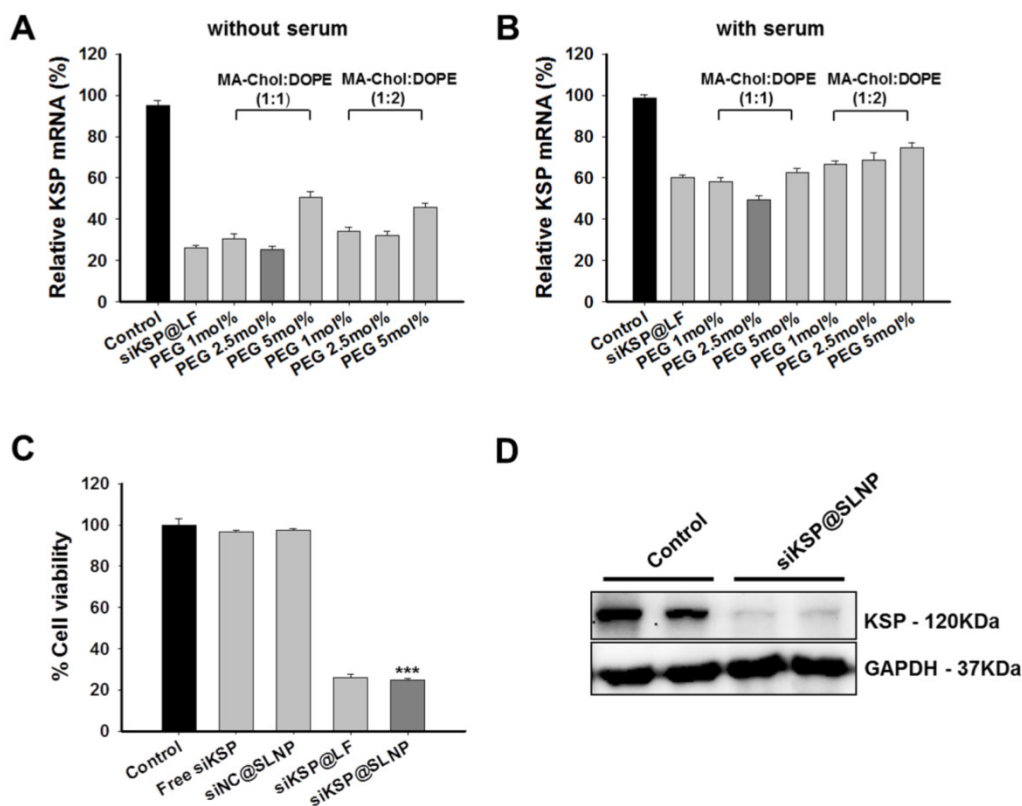 A
without serum
Relative KSP mRNA (%)
120
100
80
60
40
20
0
MA-Chol:DOPE
(1:1)
MA-Chol:DOPE
(1:2)
Control
siKSP@LF
PEG 1mol%
PEG 2.5mol%
PEG 5mol%
PEG 1mol%
PEG 2.5mol%
PEG 5mol%
B
with serum
Relative KSP mRNA (%)
120
100
80
60
40
20
0
MA-Chol:DOPE
(1:1)
MA-Chol:DOPE
(1:2)
Control
siKSP@LF
PEG 1mol%
PEG 2.5mol%
PEG 5mol%
PEG 1mol%
PEG 2.5mol%
PEG 5mol%
C
% Cell viability
120
100
80
60
40
20
0
***
Control
Free siKSP
siNC@SLNP
siKSP@LF
siKSP@SLNP
D
Control
siKSP@SLNP
KSP - 120KDa
GAPDH - 37KDa